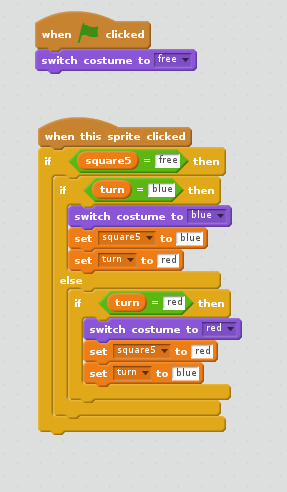 when clicked
switch costume to free
when this sprite clicked
if square5 = free then
if turn = blue then
switch costume to blue
set square5 to blue
set turn to red
else
if turn = red then
switch costume to red
set square5 to red
set turn to blue